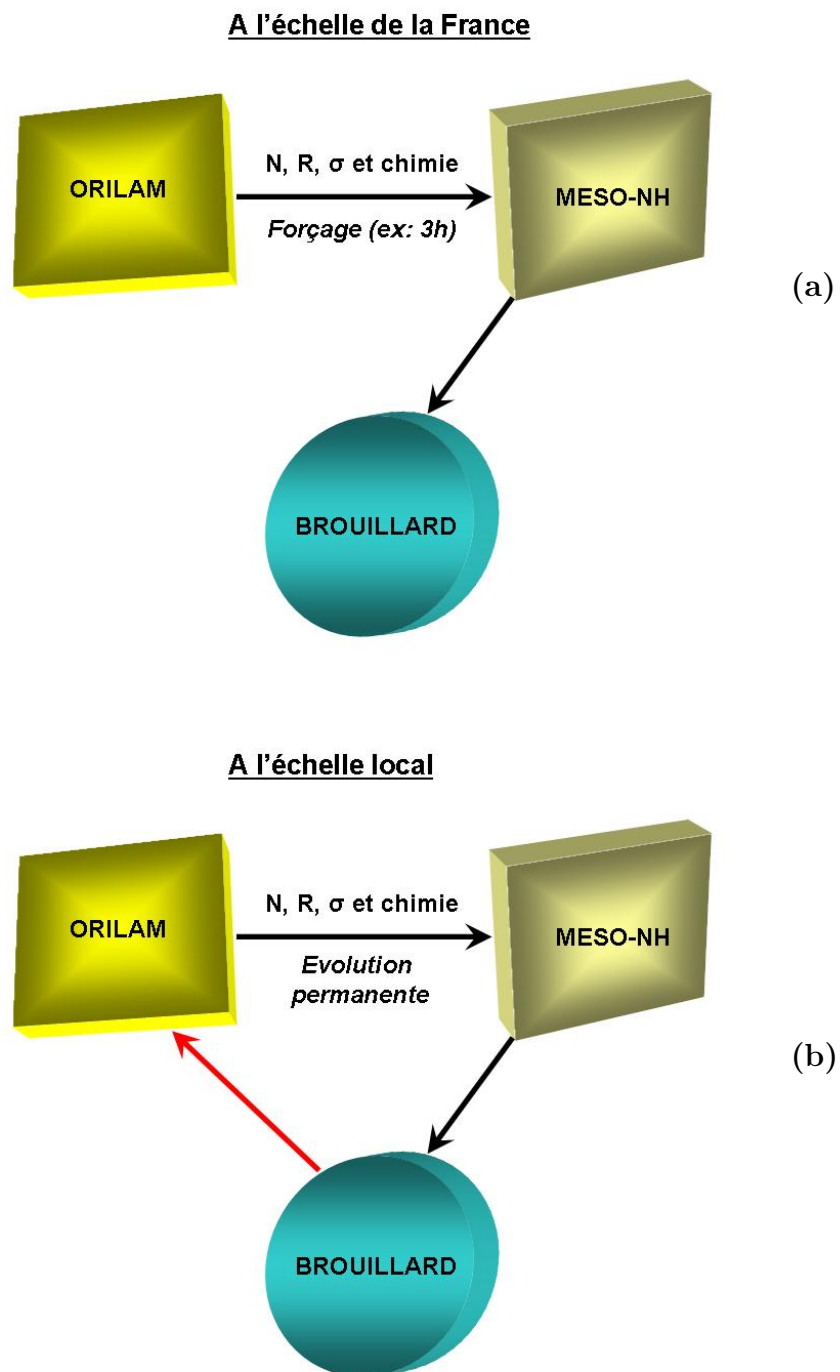 A l'échelle de la France
ORILAM
N, R, σ et chimie
Forçage (ex: 3h)
MESO-NH
(a)
BROUILLARD
A l'échelle local
ORILAM
N, R, σ et chimie
Evolution
permanente
MESO-NH
(b)
BROUILLARD